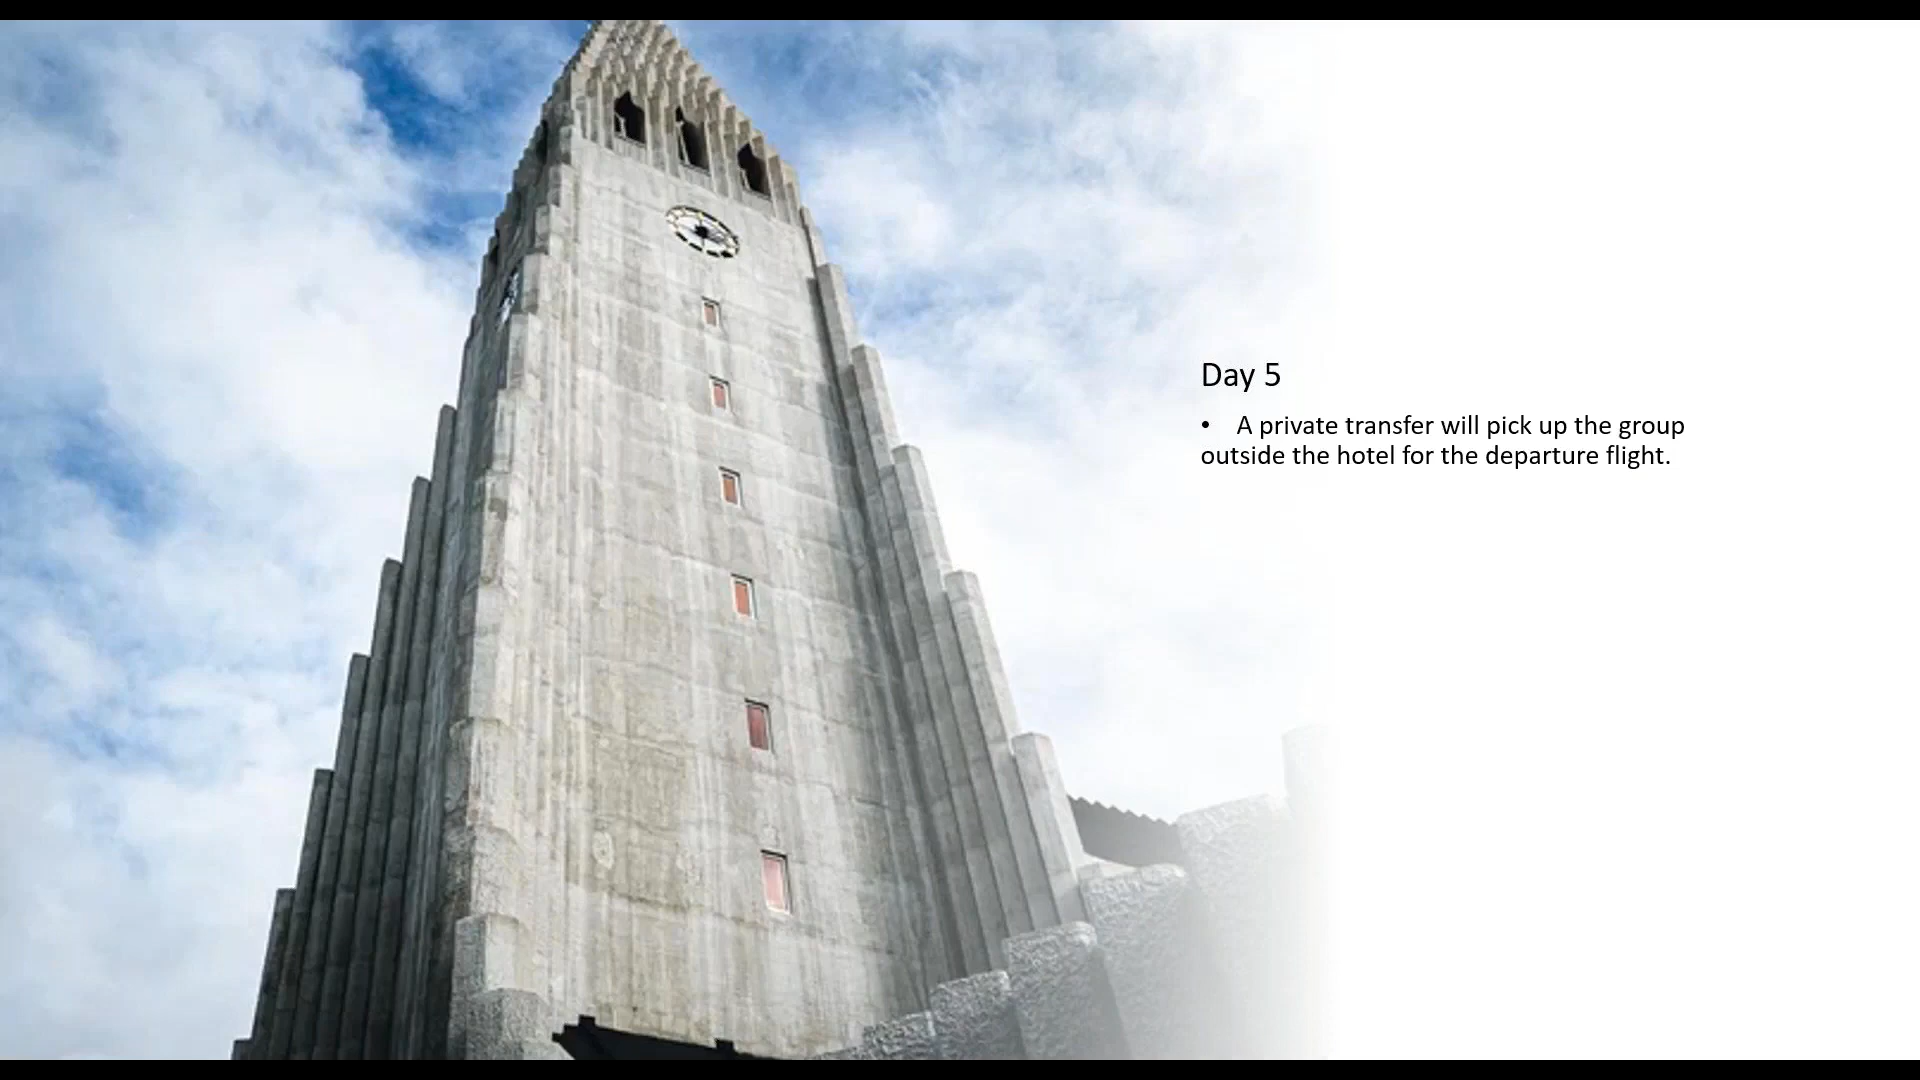 Day 5
• A private transfer will pick up the group
outside the hotel for the departure flight.